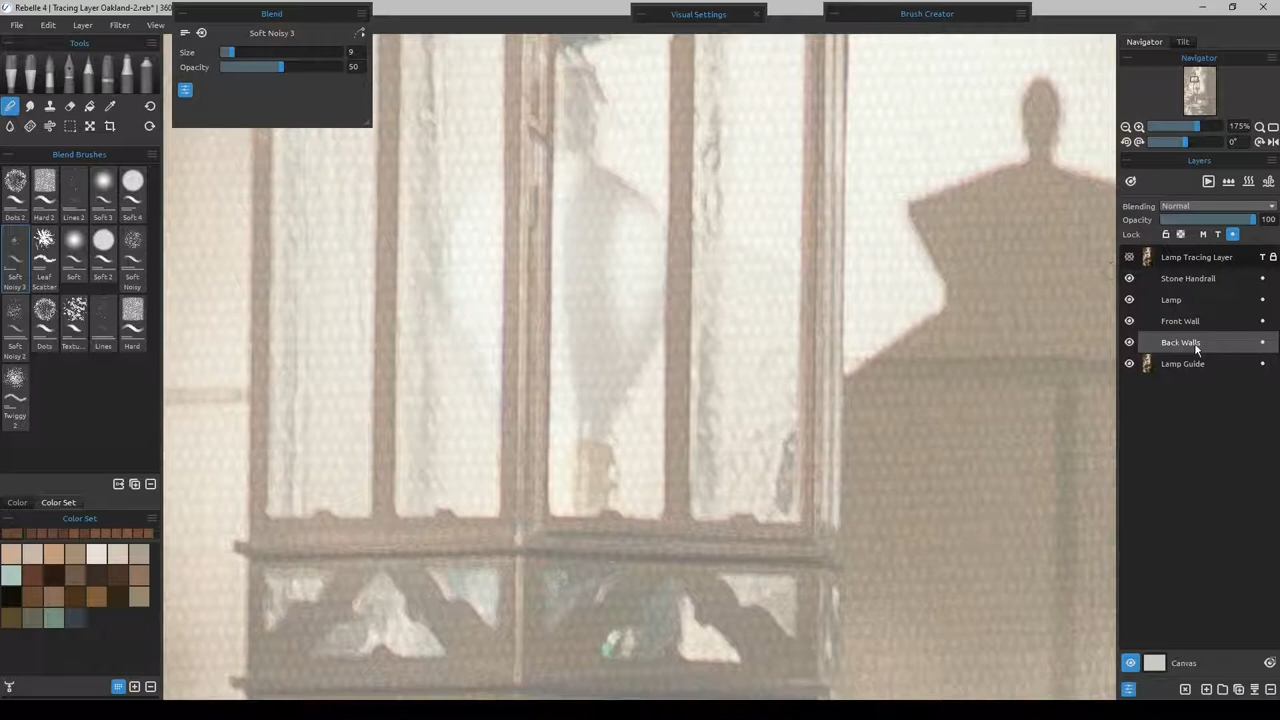 Rebelle 4 | Tracing Layer Oakland-2.reb* | 360
File Edit Layer Filter View
Blend
Soft Noisy 3
Size 9
Opacity 50
Visual Settings
Brush Creator
Tools
Blend Brushes
Dots 2 Hard 2 Lines 2 Soft 3 Soft 4
Soft Noisy 3 Leaf Scatter Soft Soft 2 Soft Noisy
Soft Noisy 2 Dots Textu... Lines Hard
Twiggy 2
Color Color Set
Color Set
Navigator Tilt
Navigator
175%
0°
Layers
Blending Normal
Opacity 100
Lock M T
Lamp Tracing Layer T
Stone Handrail
Lamp
Front Wall
Back Walls
Lamp Guide
Canvas